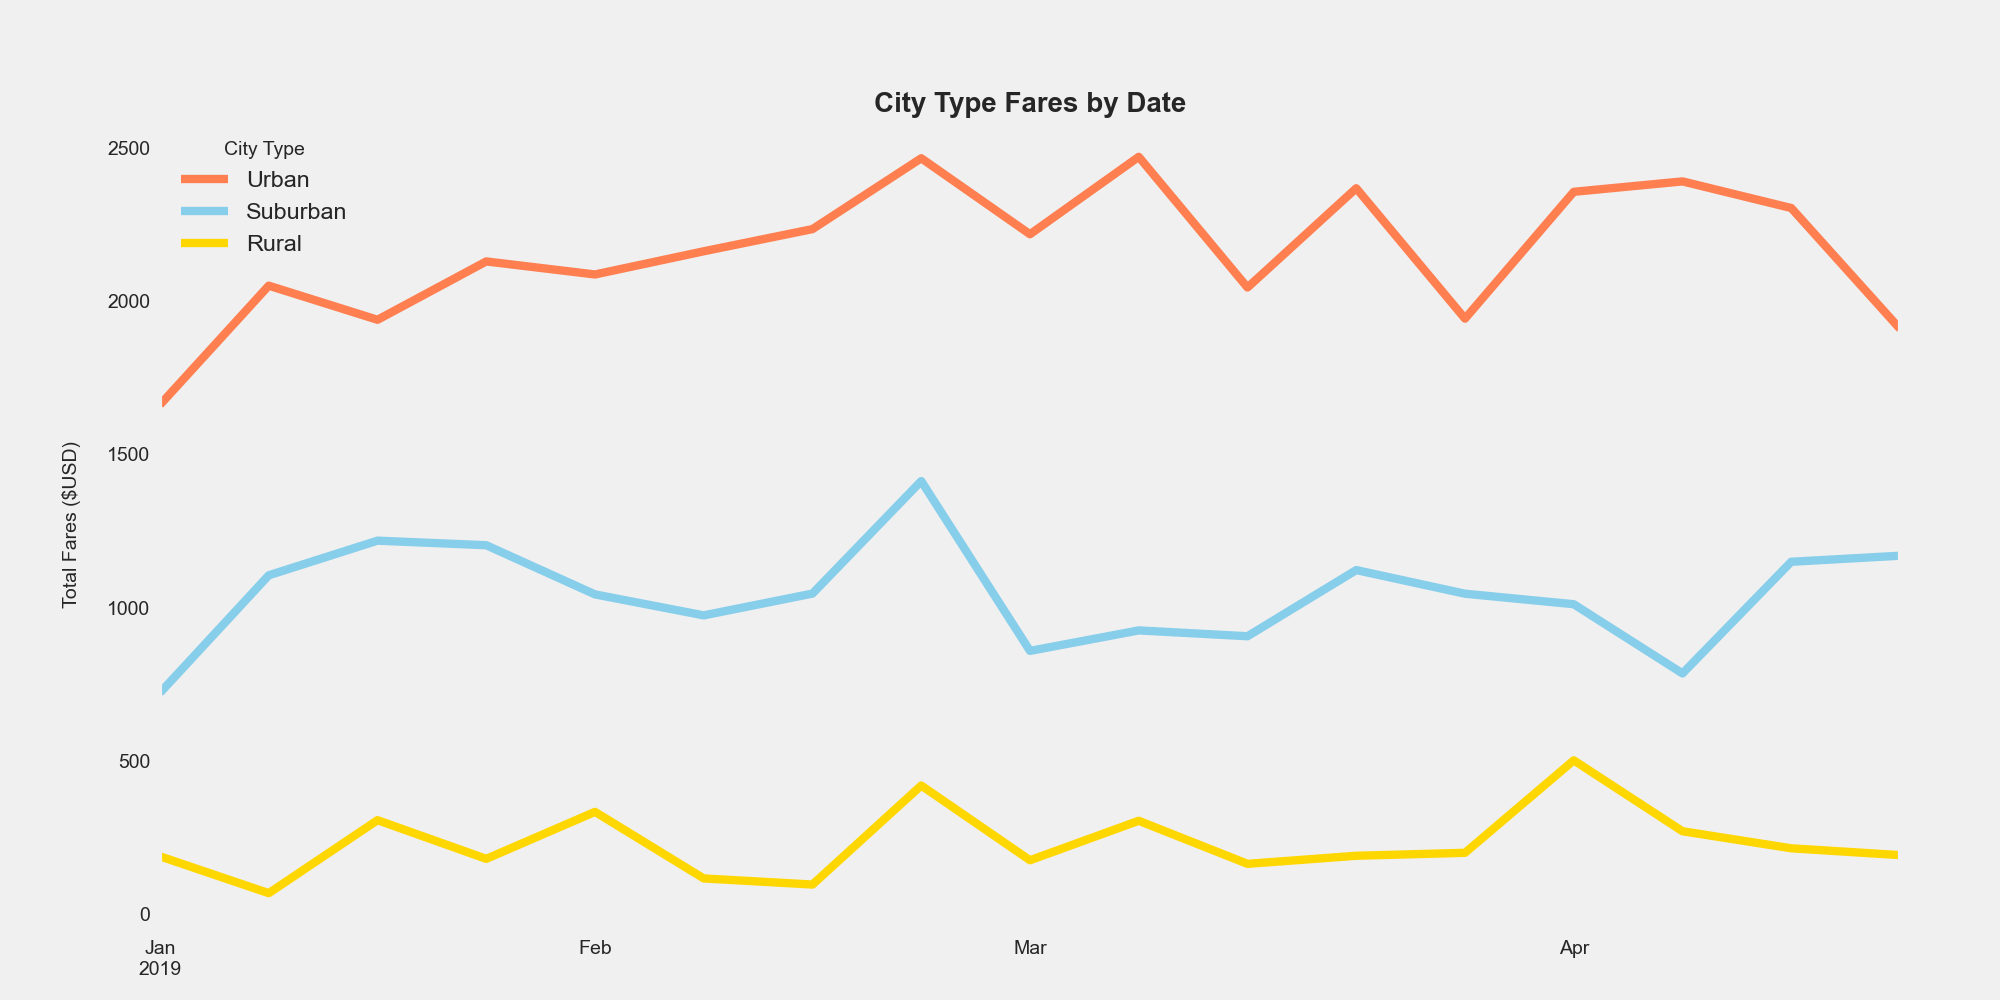 City Type Fares by Date
City Type
Urban
Suburban
Rural
Total Fares ($USD)
2500
2000
1500
1000
500
0
Jan
2019
Feb
Mar
Apr